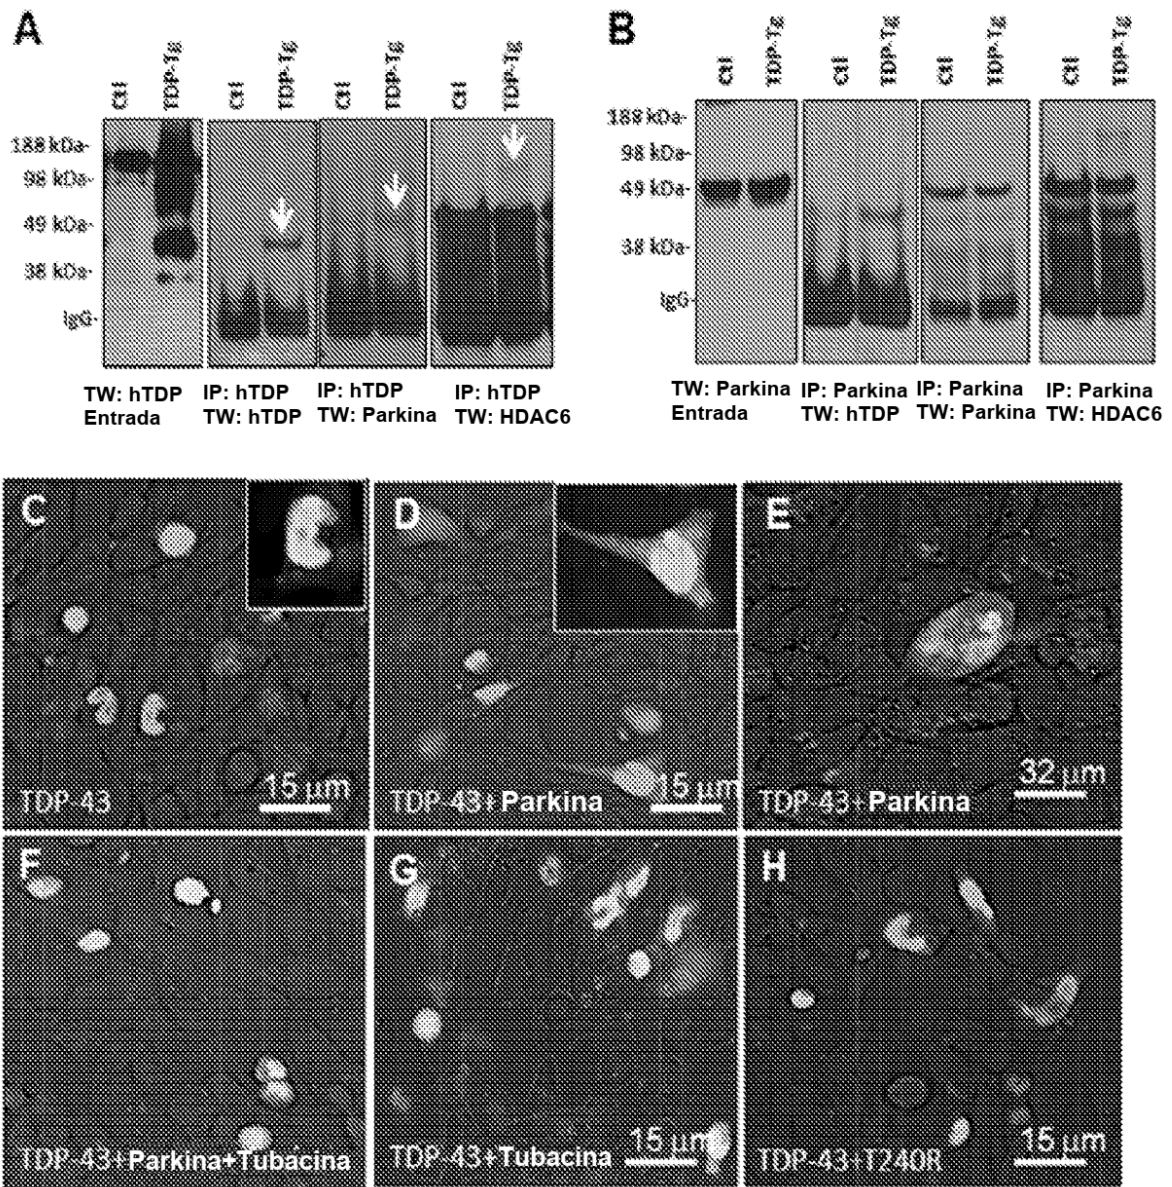 A
B
Ctl TDP-Tg Ctl TDP-Tg Ctl TDP-Tg Ctl TDP-Tg
Ctl TDP-Tg Ctl TDP-Tg Ctl TDP-Tg Ctl TDP-Tg
188 kDa-
98 kDa-
49 kDa-
38 kDa-
IgG-
188 kDa-
98 kDa-
49 kDa-
38 kDa-
IgG-
TW: hTDP
Entrada
IP: hTDP
TW: hTDP
IP: hTDP
TW: Parkina
IP: hTDP
TW: HDAC6
TW: Parkina
Entrada
IP: Parkina
TW: hTDP
IP: Parkina
TW: Parkina
IP: Parkina
TW: HDAC6
C
TDP-43
15 µm
D
TDP-43+Parkina
15 µm
E
TDP-43+Parkina
32 µm
F
TDP-43+Parkina+Tubacina
G
TDP-43+Tubacina
15 µm
H
TDP-43+T240R
15 µm